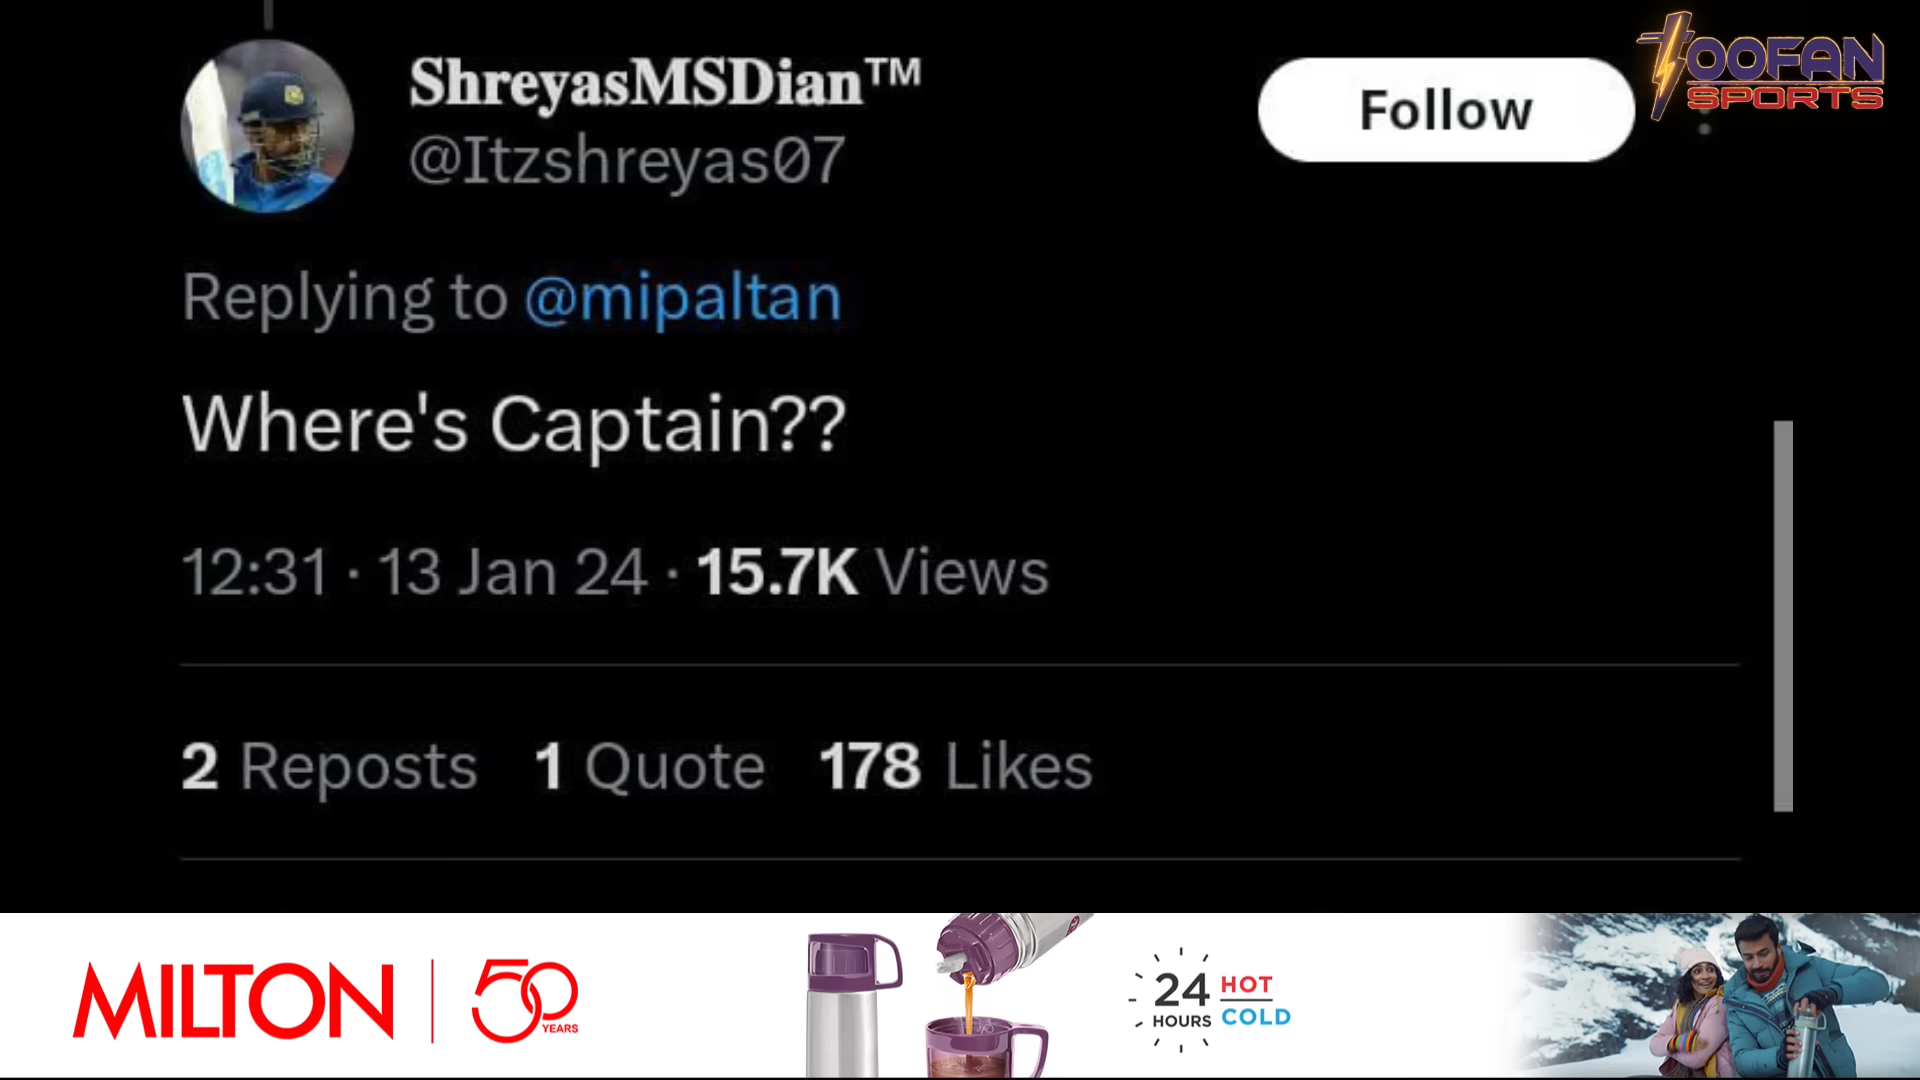 ShreyasMSDian™
@Itzshreyas07
Follow
TOOFAN
SPORTS
Replying to @mipaltan
Where's Captain??
12:31 · 13 Jan 24 · 15.7K Views
2 Reposts 1 Quote 178 Likes
MILTON
50
YEARS
24
HOURS
HOT
COLD